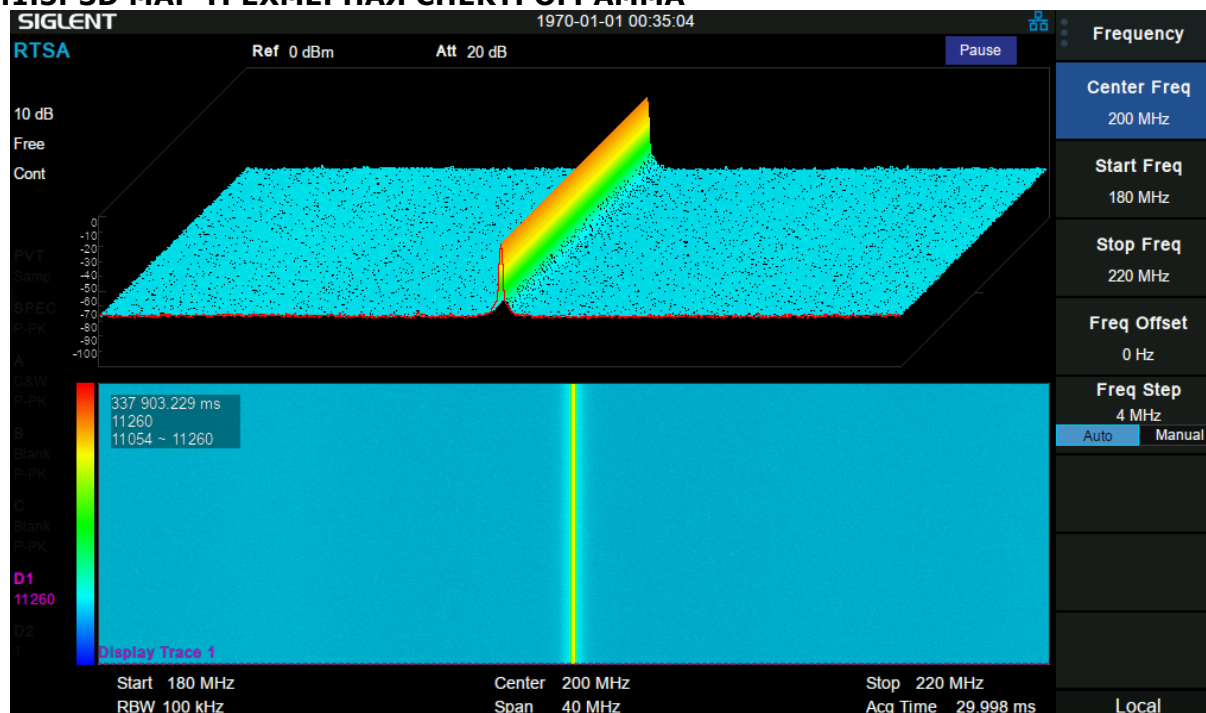 3D MAP ТРЕХМЕРНАЯ СПЕКТРОГРАММА
SIGLENT 1970-01-01 00:35:04
RTSA Ref 0 dBm Att 20 dB Pause
10 dB
Free
Cont
0
-10
-20
-30
-40
-50
-60
-70
-80
-90
-100
PVT
Samp
SPEC
P-PK
A
C&W
P-PK
B
Blank
P-PK
C
Blank
P-PK
D1
11260
D2
1
337 903.229 ms
11260
11054 ~ 11260
Display Trace 1
Start 180 MHz Center 200 MHz Stop 220 MHz
RBW 100 kHz Span 40 MHz Acq Time 29.998 ms
Frequency
Center Freq
200 MHz
Start Freq
180 MHz
Stop Freq
220 MHz
Freq Offset
0 Hz
Freq Step
4 MHz
Auto Manual
Local